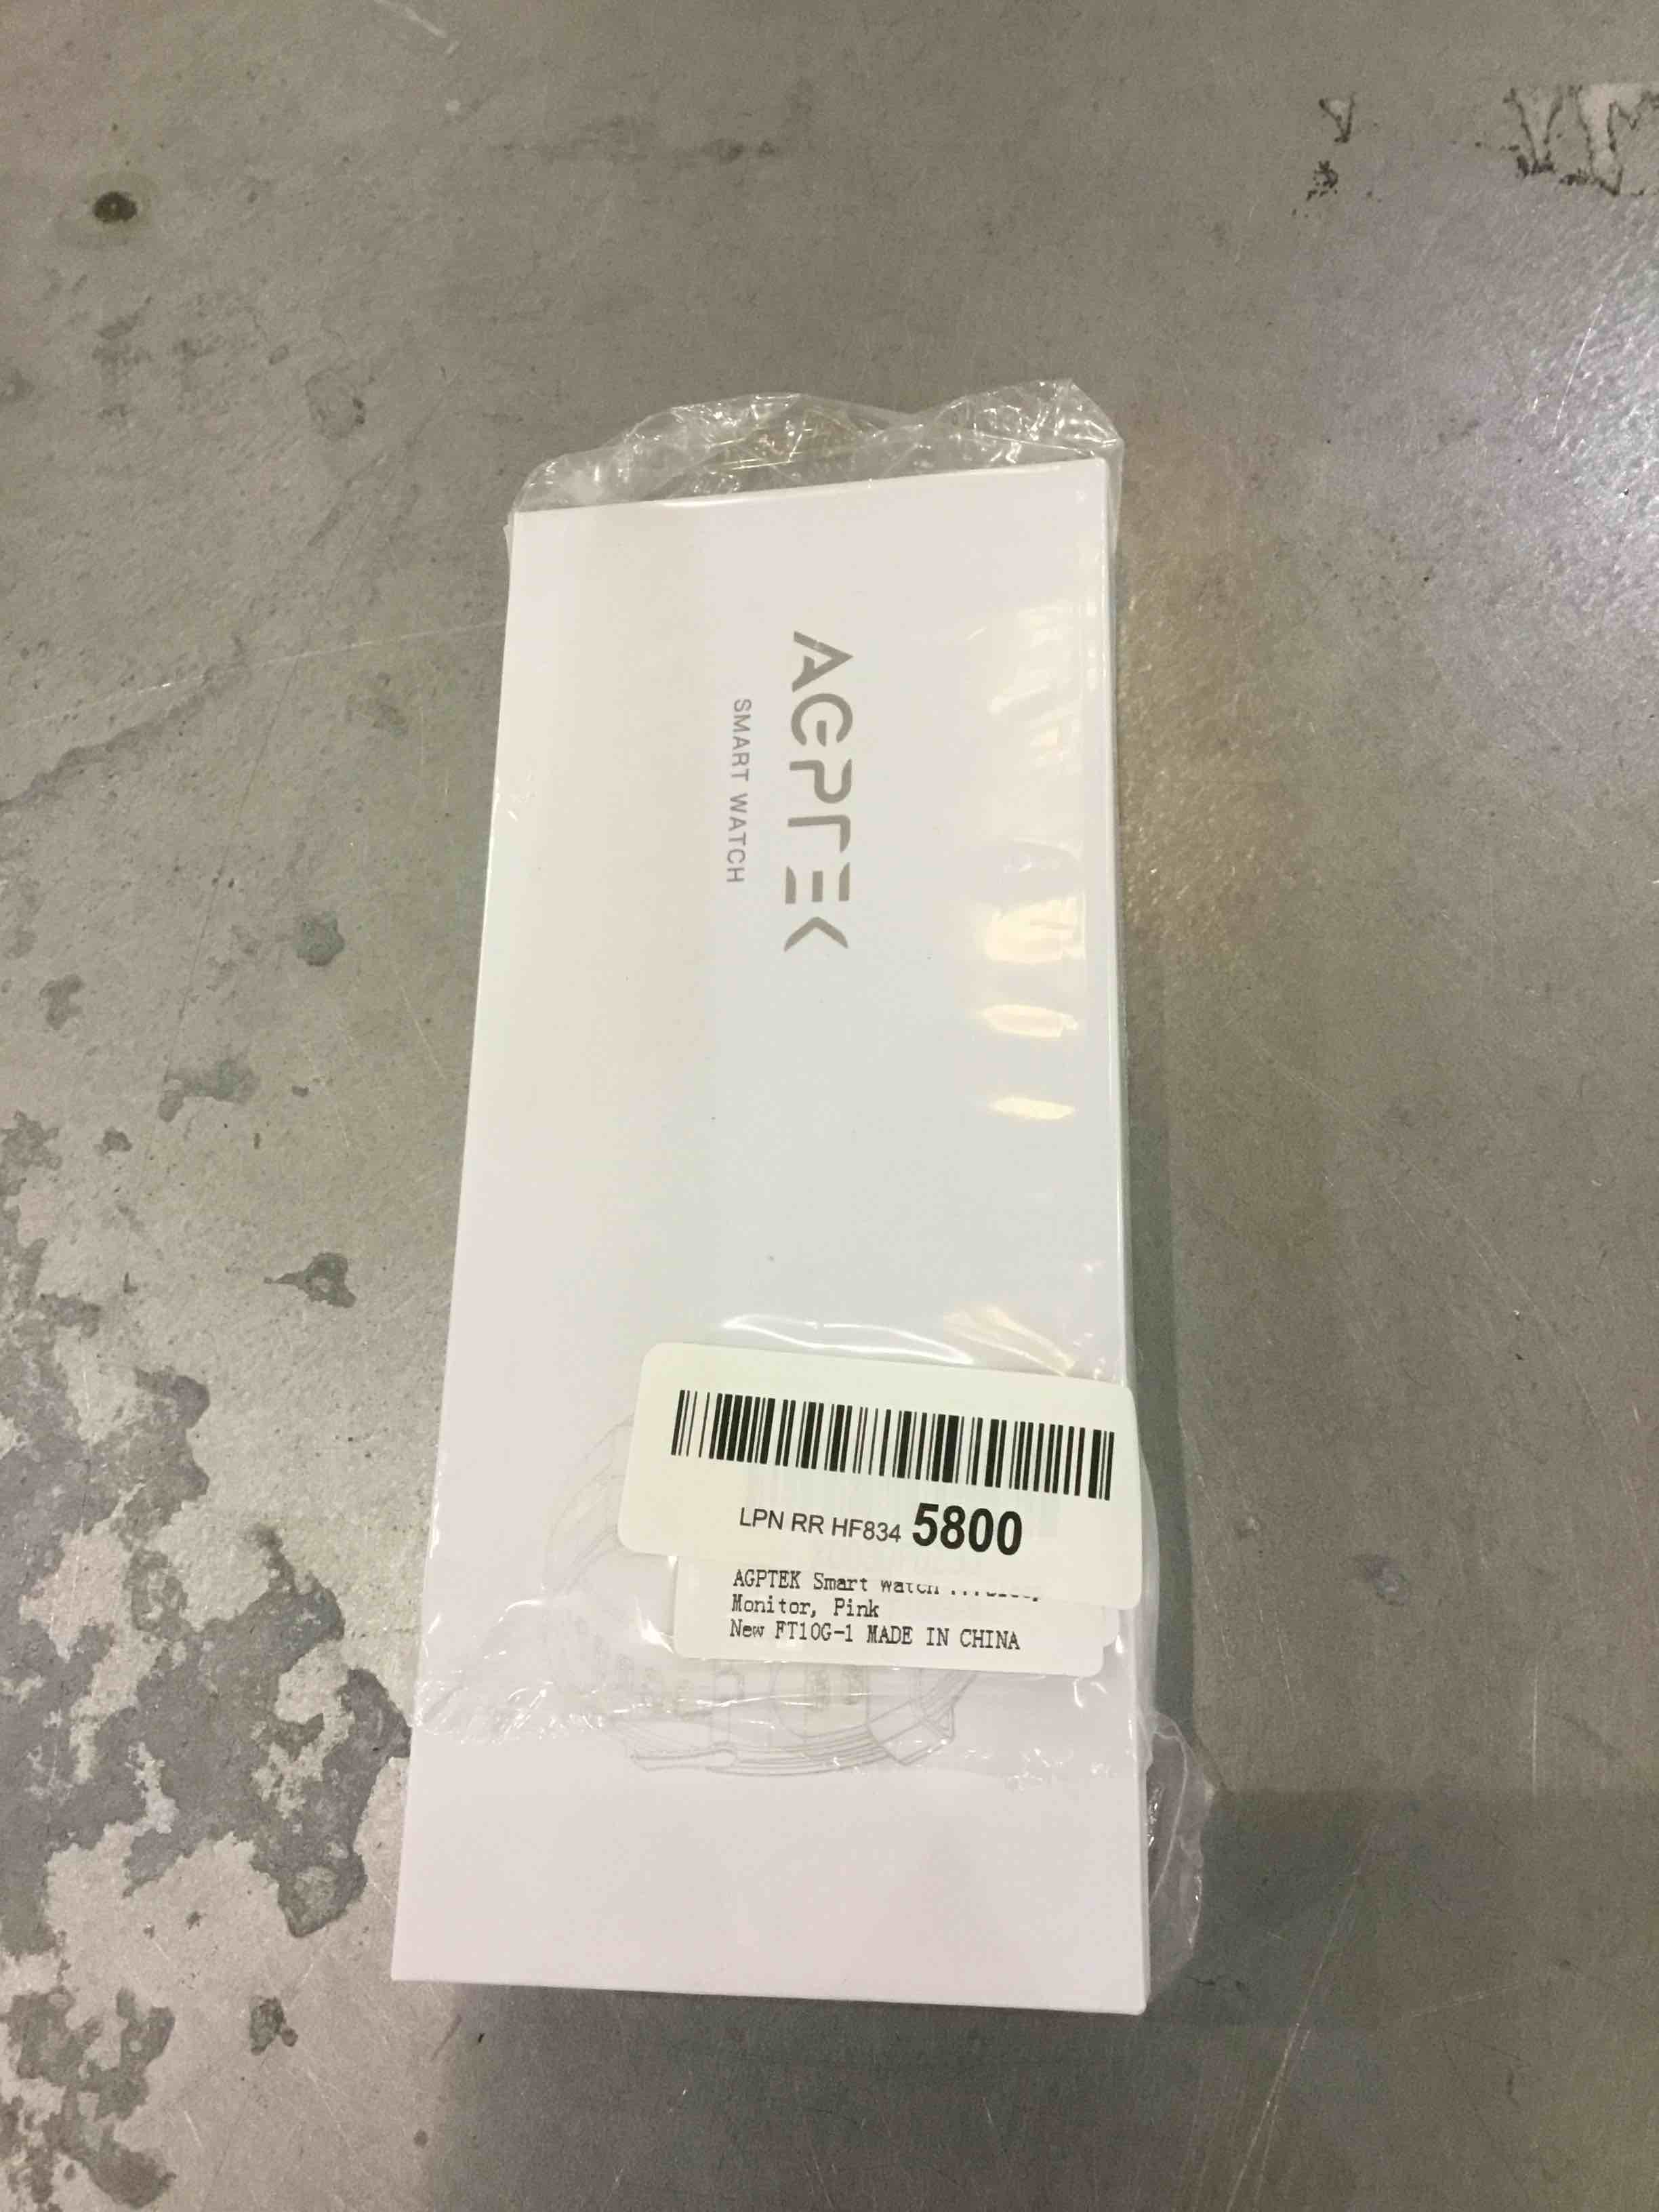 AGPTEK
SMART WATCH
LPN RR HF834 5800
AGPTEK Smart Watch
Monitor, Pink
New FT10G-1 MADE IN CHINA